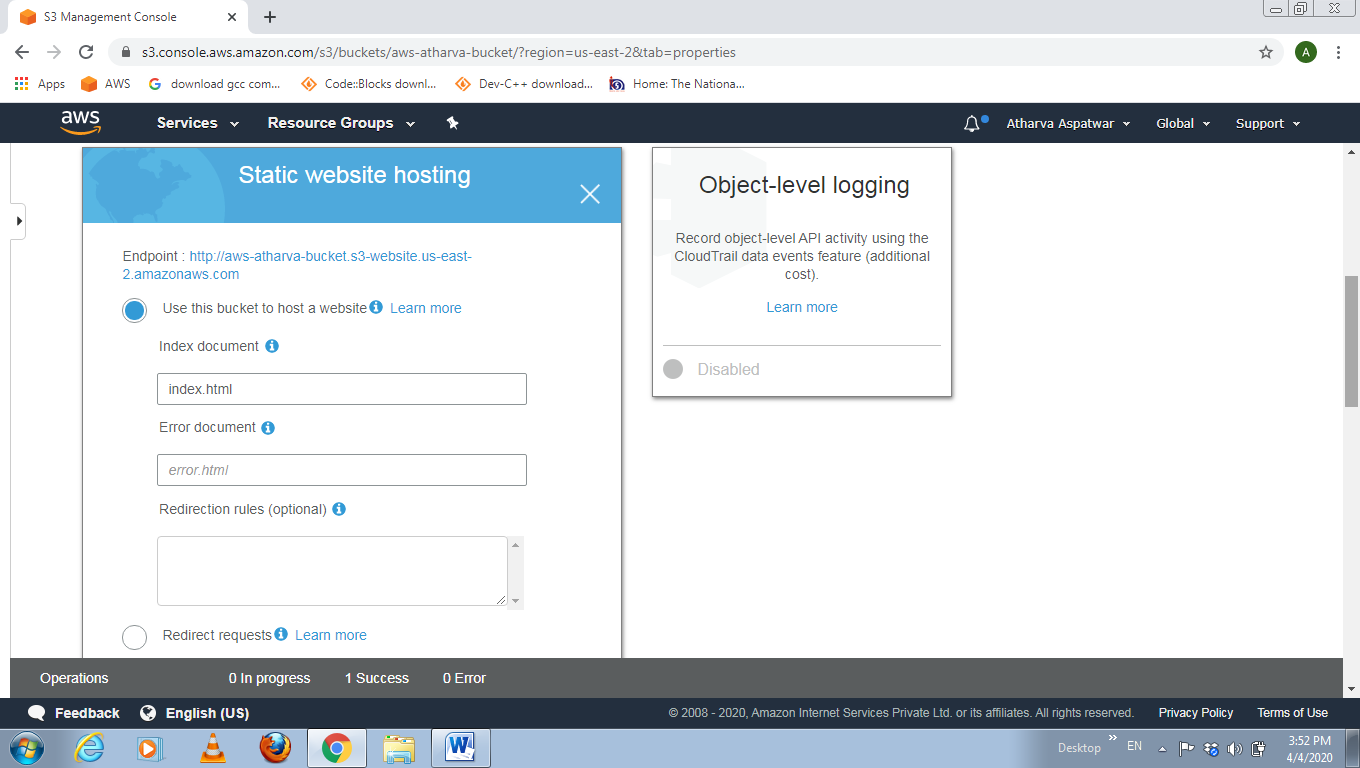 S3 Management Console
s3.console.aws.amazon.com/s3/buckets/aws-atharva-bucket/?region=us-east-2&tab=properties
A
Apps AWS download gcc com... Code::Blocks downl... Dev-C++ download... Home: The Nationa...
aws Services Resource Groups Atharva Aspatwar Global Support
Static website hosting
Endpoint : http://aws-atharva-bucket.s3-website.us-east-
2.amazonaws.com
Use this bucket to host a website Learn more
Index document
index.html
Error document
error.html
Redirection rules (optional)
Redirect requests Learn more
Object-level logging
Record object-level API activity using the
CloudTrail data events feature (additional
cost).
Learn more
Disabled
Operations 0 In progress 1 Success 0 Error
Feedback English (US) © 2008 - 2020, Amazon Internet Services Private Ltd. or its affiliates. All rights reserved. Privacy Policy Terms of Use
Desktop EN 3:52 PM
4/4/2020